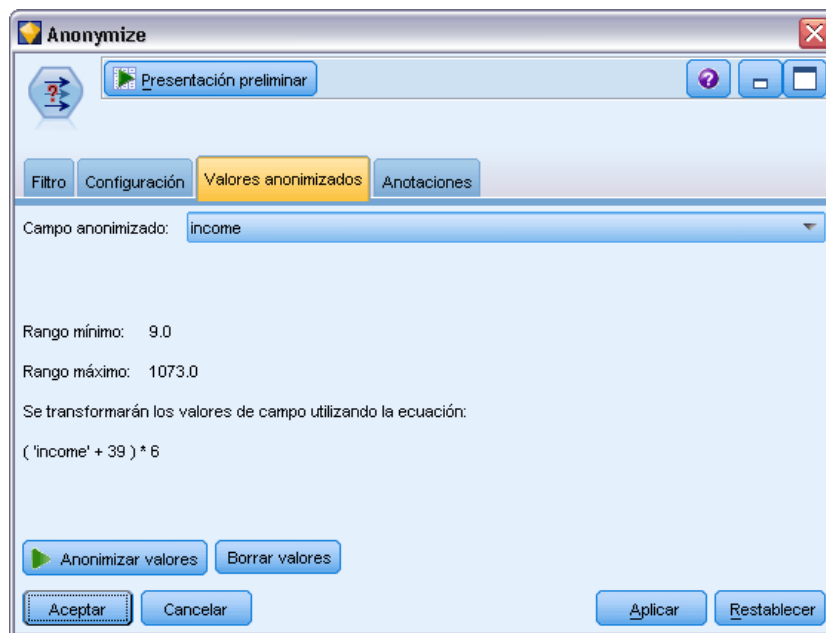 Anonymize
Presentación preliminar
Filtro Configuración Valores anonimizados Anotaciones
Campo anonimizado: income
Rango mínimo: 9.0
Rango máximo: 1073.0
Se transformarán los valores de campo utilizando la ecuación:
( 'income' + 39 ) * 6
Anonimizar valores Borrar valores
Aceptar Cancelar Aplicar Restablecer